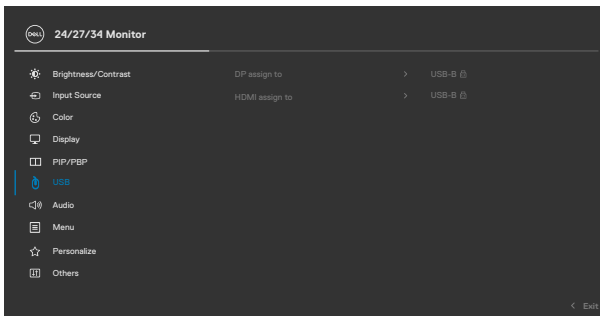 DELL 24/27/34 Monitor
Brightness/Contrast DP assign to > USB-B
Input Source HDMI assign to > USB-B
Color
Display
PIP/PBP
USB
Audio
Menu
Personalize
Others
< Exit